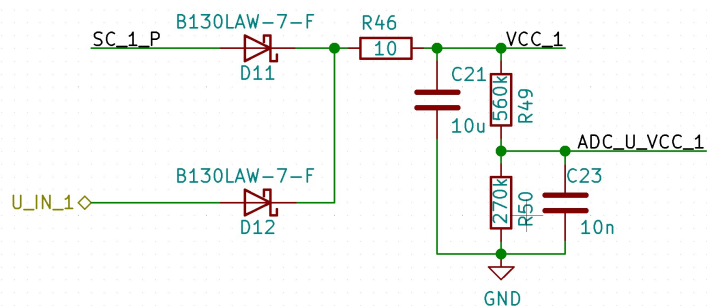 B130LAW-7-F
R46
SC_1_P
VCC_1
10
D11
C21
560k
R49
10u
ADC_U_VCC_1
B130LAW-7-F
C23
U_IN_1
270k
R50
D12
10n
GND